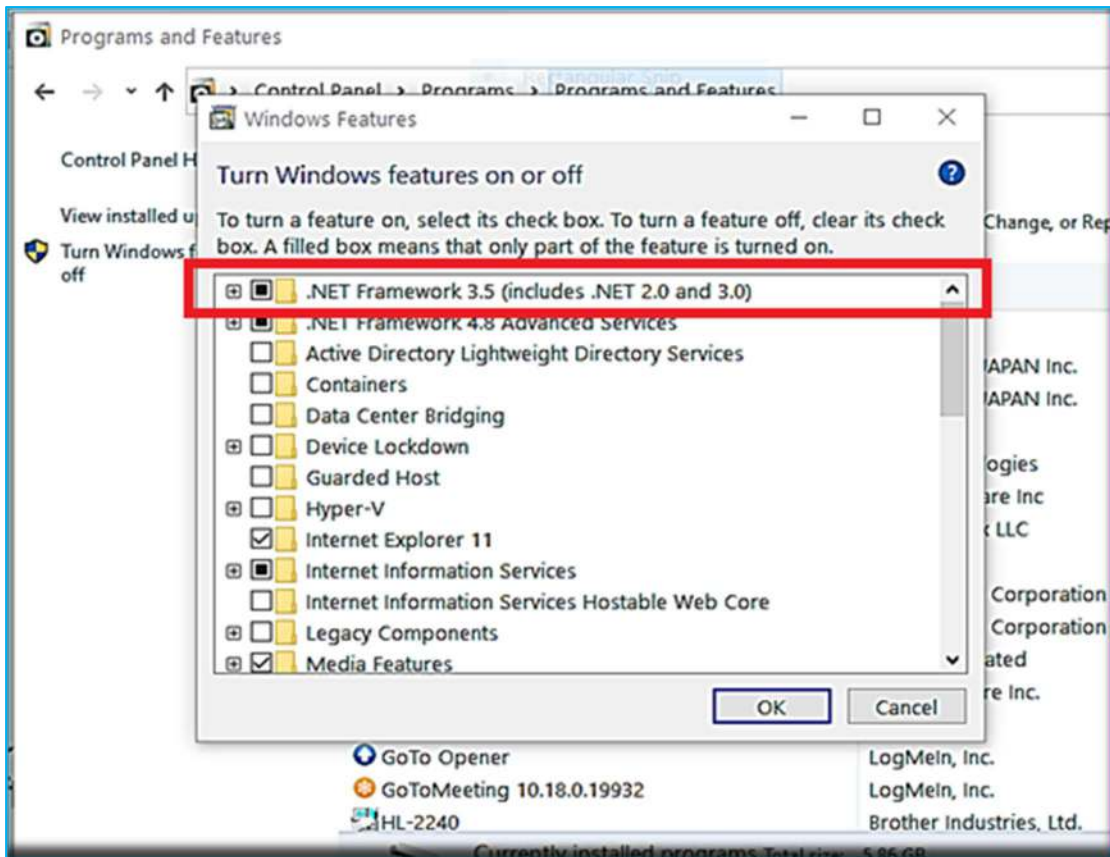 Programs and Features
Control Panel > Programs > Programs and Features
Windows Features
Control Panel H
Turn Windows features on or off
View installed u
To turn a feature on, select its check box. To turn a feature off, clear its check
Change, or Rep
Turn Windows f
box. A filled box means that only part of the feature is turned on.
off
.NET Framework 3.5 (includes .NET 2.0 and 3.0)
.NET Framework 4.8 Advanced Services
Active Directory Lightweight Directory Services
JAPAN Inc.
Containers
JAPAN Inc.
Data Center Bridging
Device Lockdown
ogies
Guarded Host
are Inc
Hyper-V
LLC
Internet Explorer 11
Internet Information Services
Corporation
Internet Information Services Hostable Web Core
Corporation
Legacy Components
ated
Media Features
re Inc.
OK Cancel
GoTo Opener LogMeIn, Inc.
GoToMeeting 10.18.0.19932 LogMeIn, Inc.
HL-2240 Brother Industries, Ltd.
Currently installed programs Total size: 5.86 GB